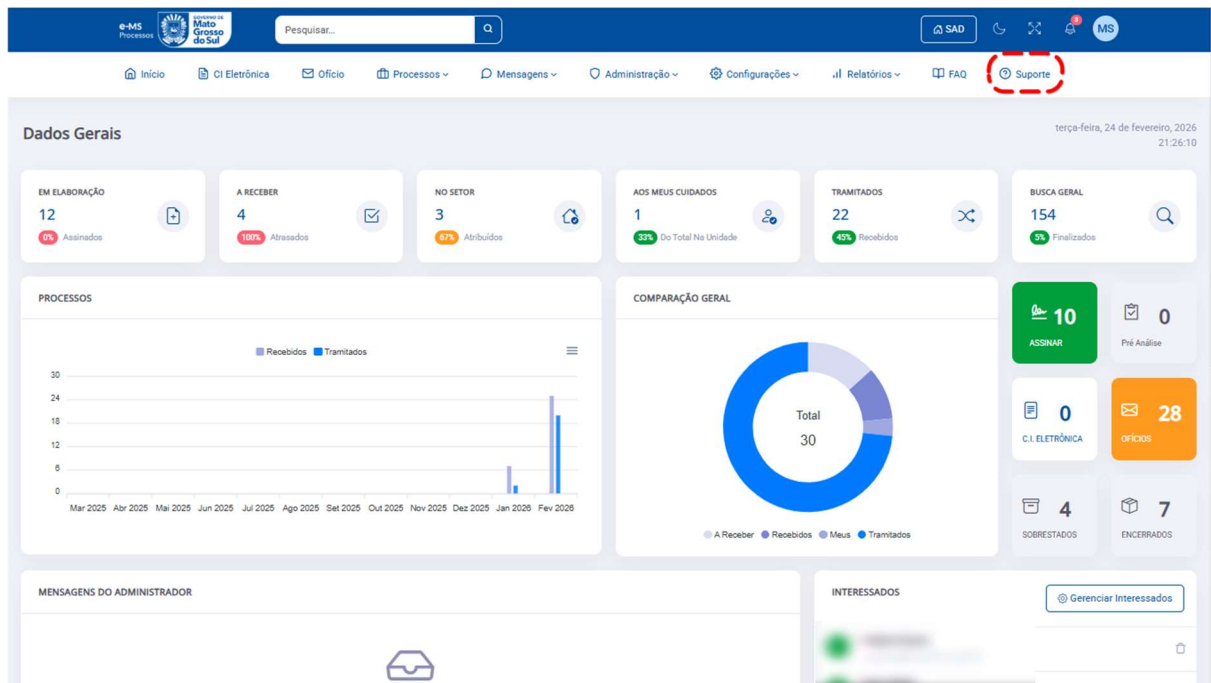 e-MS
Processos
GOVERNO DE
Mato
Grosso
do Sul
Pesquisar...
SAD
8
MS
Início
CI Eletrônica
Ofício
Processos
Mensagens
Administração
Configurações
Relatórios
FAQ
Suporte
Dados Gerais
terça-feira, 24 de fevereiro, 2026
21:26:10
EM ELABORAÇÃO
12
0% Assinados
A RECEBER
4
100% Atrasados
NO SETOR
3
67% Atribuídos
AOS MEUS CUIDADOS
1
33% Do Total Na Unidade
TRAMITADOS
22
45% Recebidos
BUSCA GERAL
154
5% Finalizados
PROCESSOS
Recebidos Tramitados
30
24
18
12
6
0
Mar 2025 Abr 2025 Mai 2025 Jun 2025 Jul 2025 Ago 2025 Set 2025 Out 2025 Nov 2025 Dez 2025 Jan 2026 Fev 2026
COMPARAÇÃO GERAL
Total
30
A Receber Recebidos Meus Tramitados
10
ASSINAR
0
Pré Análise
0
C.I. ELETRÔNICA
28
OFÍCIOS
4
SOBRESTADOS
7
ENCERRADOS
MENSAGENS DO ADMINISTRADOR
INTERESSADOS
Gerenciar Interessados